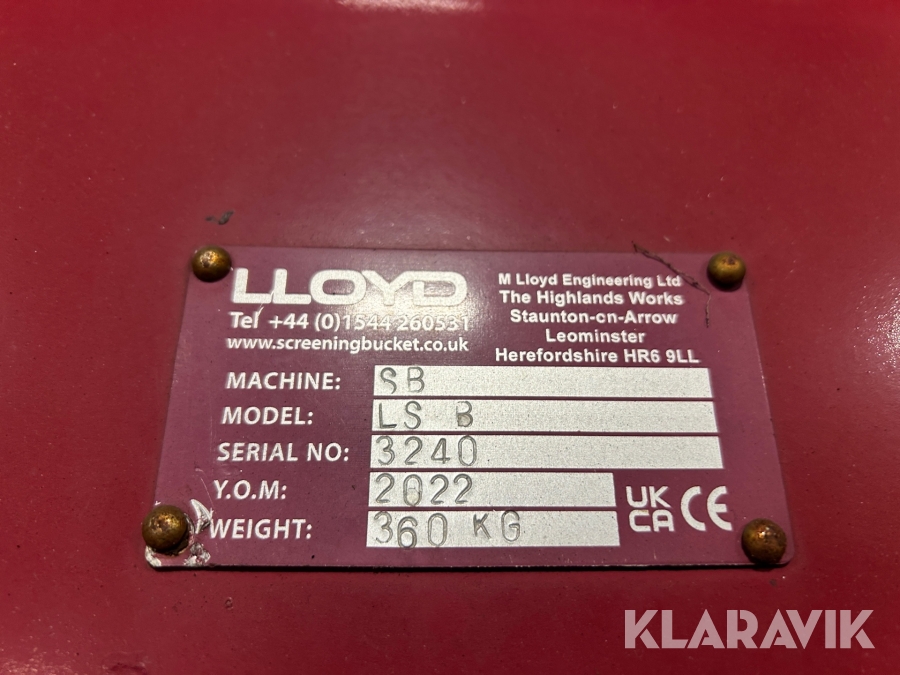 LLOYD
Tel +44 (0)1544 260531
www.screeningbucket.co.uk
M Lloyd Engineering Ltd
The Highlands Works
Staunton-on-Arrow
Leominster
Herefordshire HR6 9LL
MACHINE: SB
MODEL: LS B
SERIAL NO: 3240
Y.O.M: 2022
WEIGHT: 360 KG
UK
CA CE
KLARAVIK